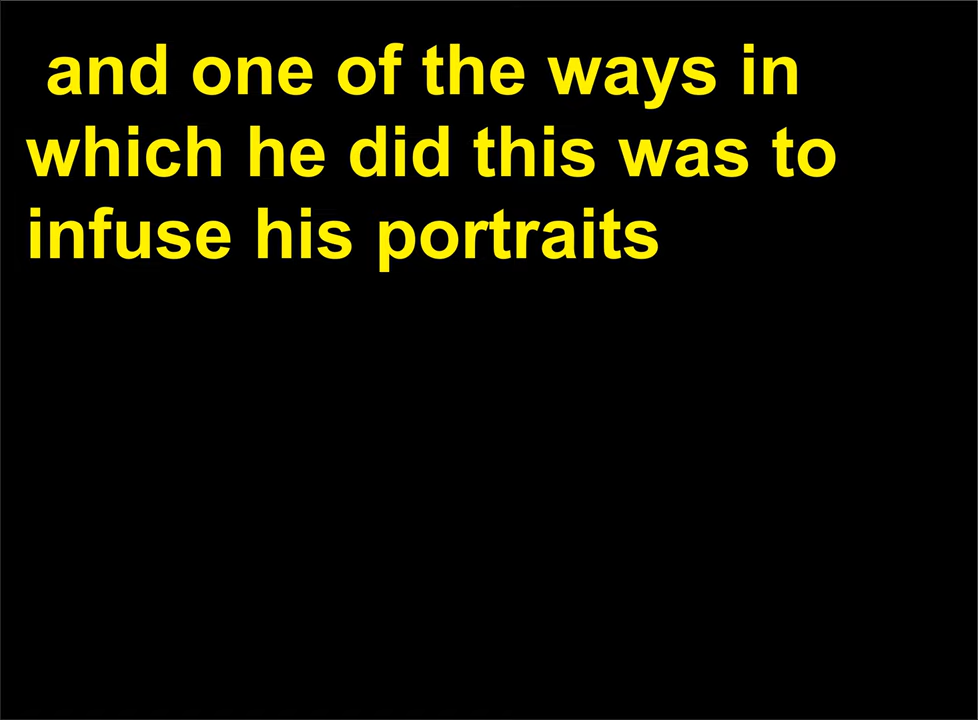 and one of the ways in
which he did this was to
infuse his portraits